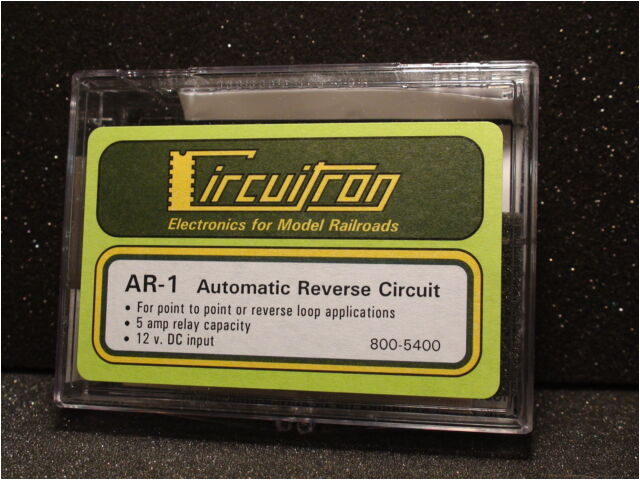 Circuitron
Electronics for Model Railroads
AR-1 Automatic Reverse Circuit
• For point to point or reverse loop applications
• 5 amp relay capacity
• 12 v. DC input
800-5400